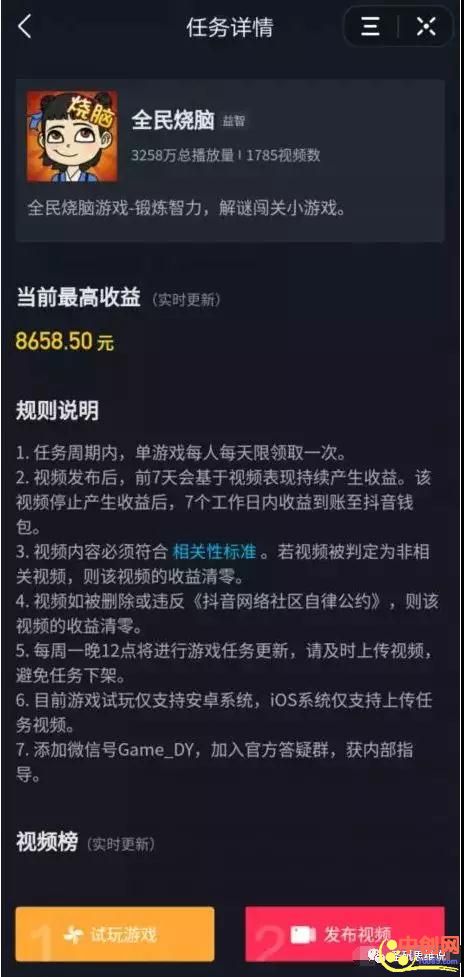 任务详情
烧脑
全民烧脑 益智
3258万总播放量 | 1785视频数
全民烧脑游戏-锻炼智力，解谜闯关小游戏。
当前最高收益（实时更新）
8658.50 元
规则说明
1. 任务周期内，单游戏每人每天限领取一次。
2. 视频发布后，前7天会基于视频表现持续产生收益。该
视频停止产生收益后，7个工作日内收益到账至抖音钱
包。
3. 视频内容必须符合 相关性标准 。若视频被判定为非相
关视频，则该视频的收益清零。
4. 视频如被删除或违反《抖音网络社区自律公约》，则该
视频的收益清零。
5. 每周一晚12点将进行游戏任务更新，请及时上传视频，
避免任务下架。
6. 目前游戏试玩仅支持安卓系统，iOS系统仅支持上传任
务视频。
7. 添加微信号Game_DY，加入官方答疑群，获内部指
导。
视频榜（实时更新）
1 试玩游戏
2 发布视频
中创网